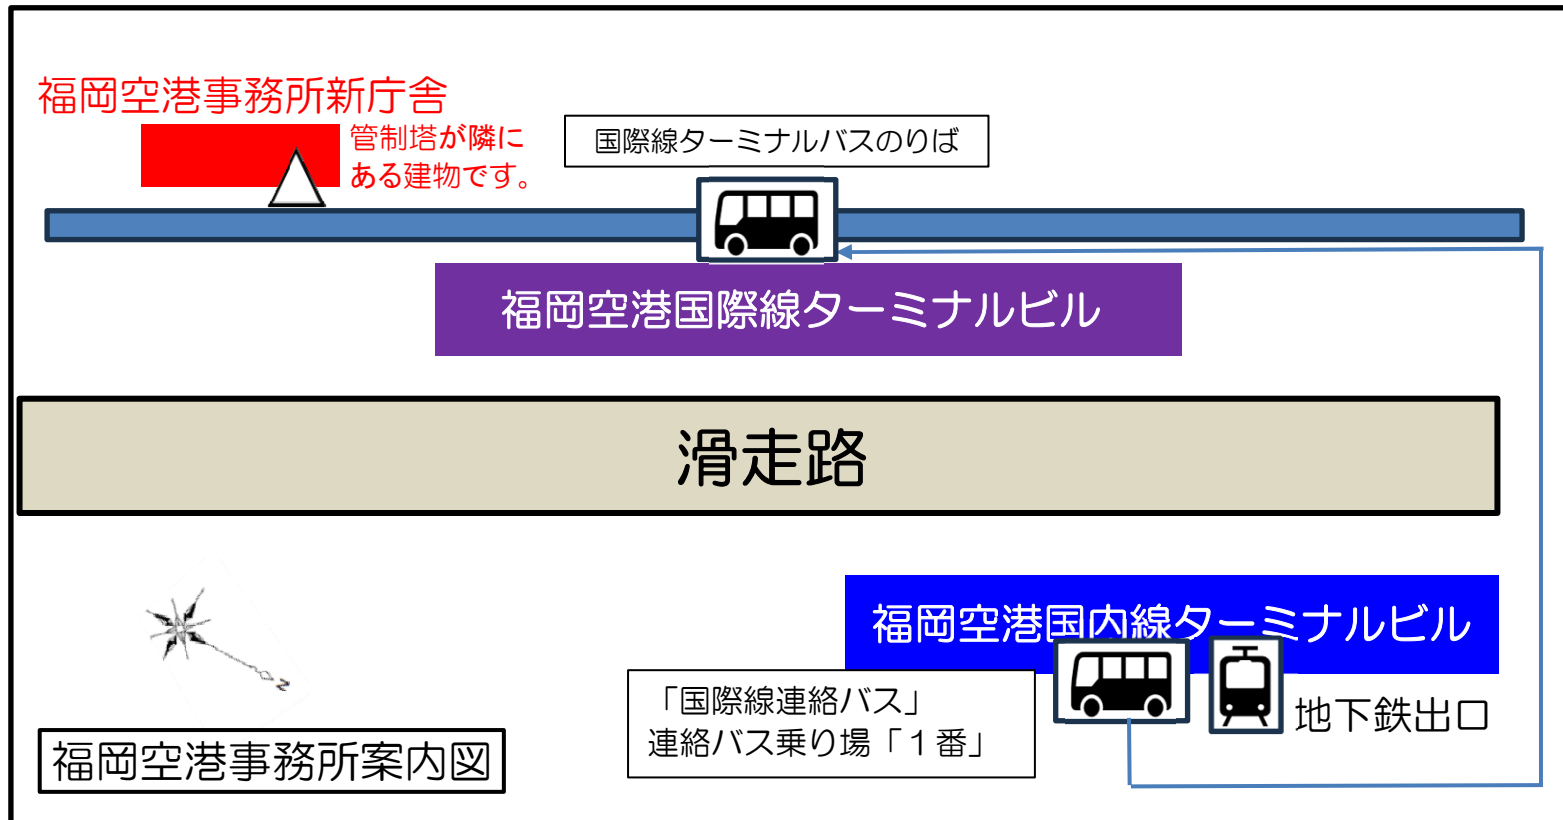 福岡空港事務所新庁舎
管制塔が隣に
ある建物です。
国際線ターミナルバスのりば
福岡空港国際線ターミナルビル
滑走路
福岡空港国内線ターミナルビル
「国際線連絡バス」
連絡バス乗り場「１番」
地下鉄出口
N
福岡空港事務所案内図